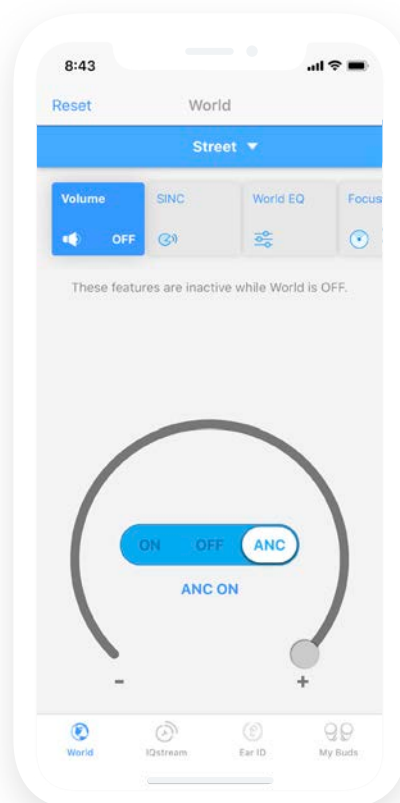 8:43
Reset World
Street
Volume SINC World EQ Focus
OFF
These features are inactive while World is OFF.
ON OFF ANC
ANC ON
- +
World IQstream Ear ID My Buds